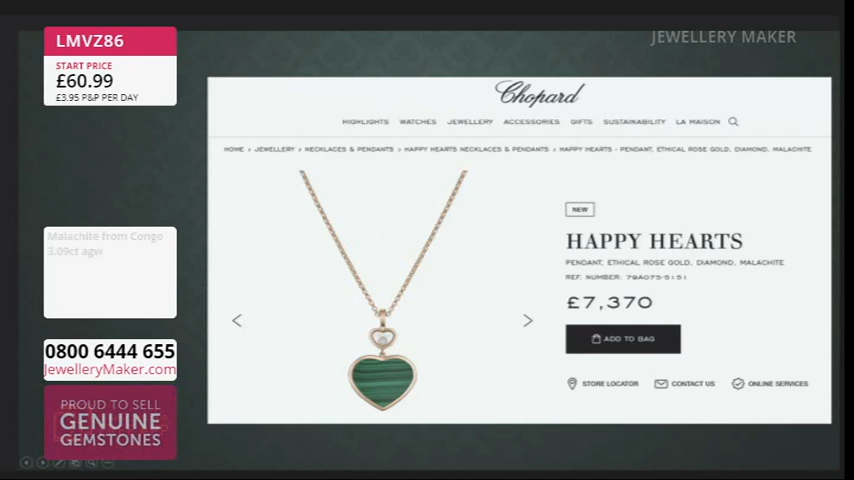 LMVZ86
START PRICE
£60.99
£3.95 P&P PER DAY
JEWELLERY MAKER
Chopard
HIGHLIGHTS WATCHES JEWELLERY ACCESSORIES GIFTS SUSTAINABILITY LA MAISON
HOME > JEWELLERY > NECKLACES & PENDANTS > HAPPY HEARTS NECKLACES & PENDANTS > HAPPY HEARTS - PENDANT, ETHICAL ROSE GOLD, DIAMOND, MALACHITE
NEW
HAPPY HEARTS
PENDANT, ETHICAL ROSE GOLD, DIAMOND, MALACHITE
REF. NUMBER: 79A075-5151
£7,370
ADD TO BAG
STORE LOCATOR CONTACT US ONLINE SERVICES
Malachite from Congo
3.09ct agw
0800 6444 655
JewelleryMaker.com
PROUD TO SELL
GENUINE
GEMSTONES